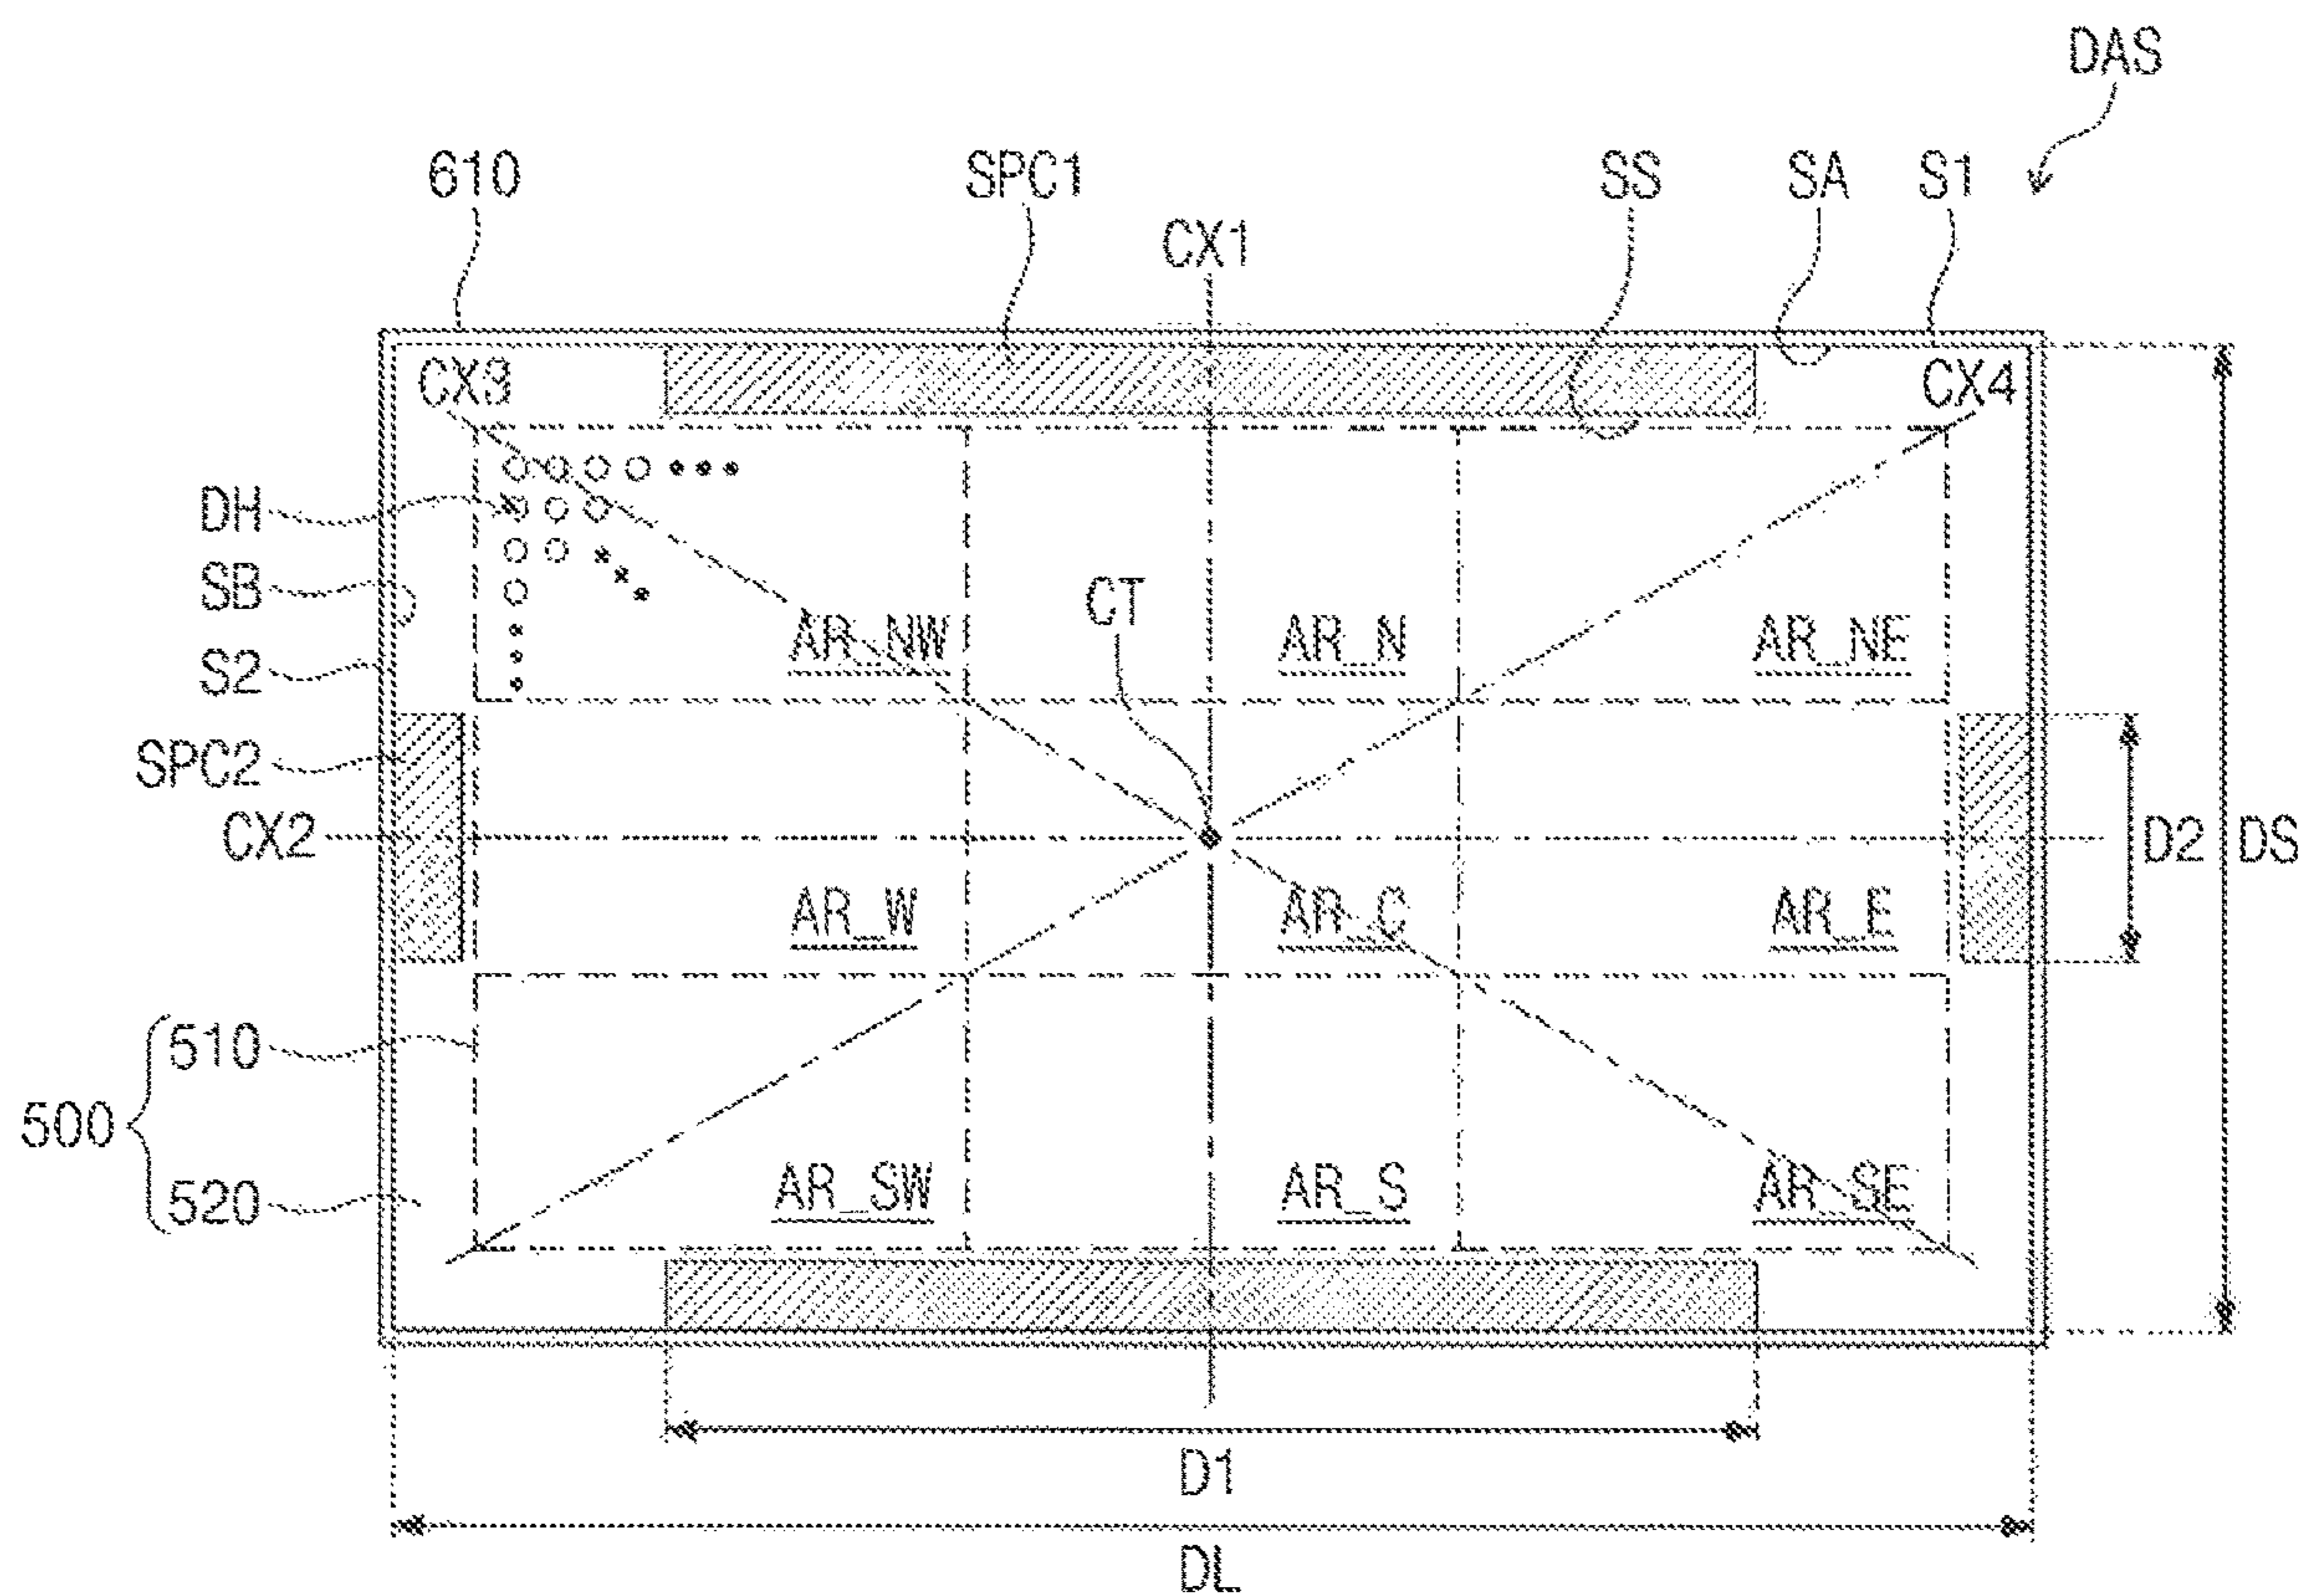 DAS
610 SPC1 SS SA S1
CX1
CX3 CX4
DH
SB CT
S2 AR_NW AR_N AR_NE
SPC2
CX2 D2 DS
AR_W AR_C AR_E
510
500
520 AR_SW AR_S AR_SE
D1
DL